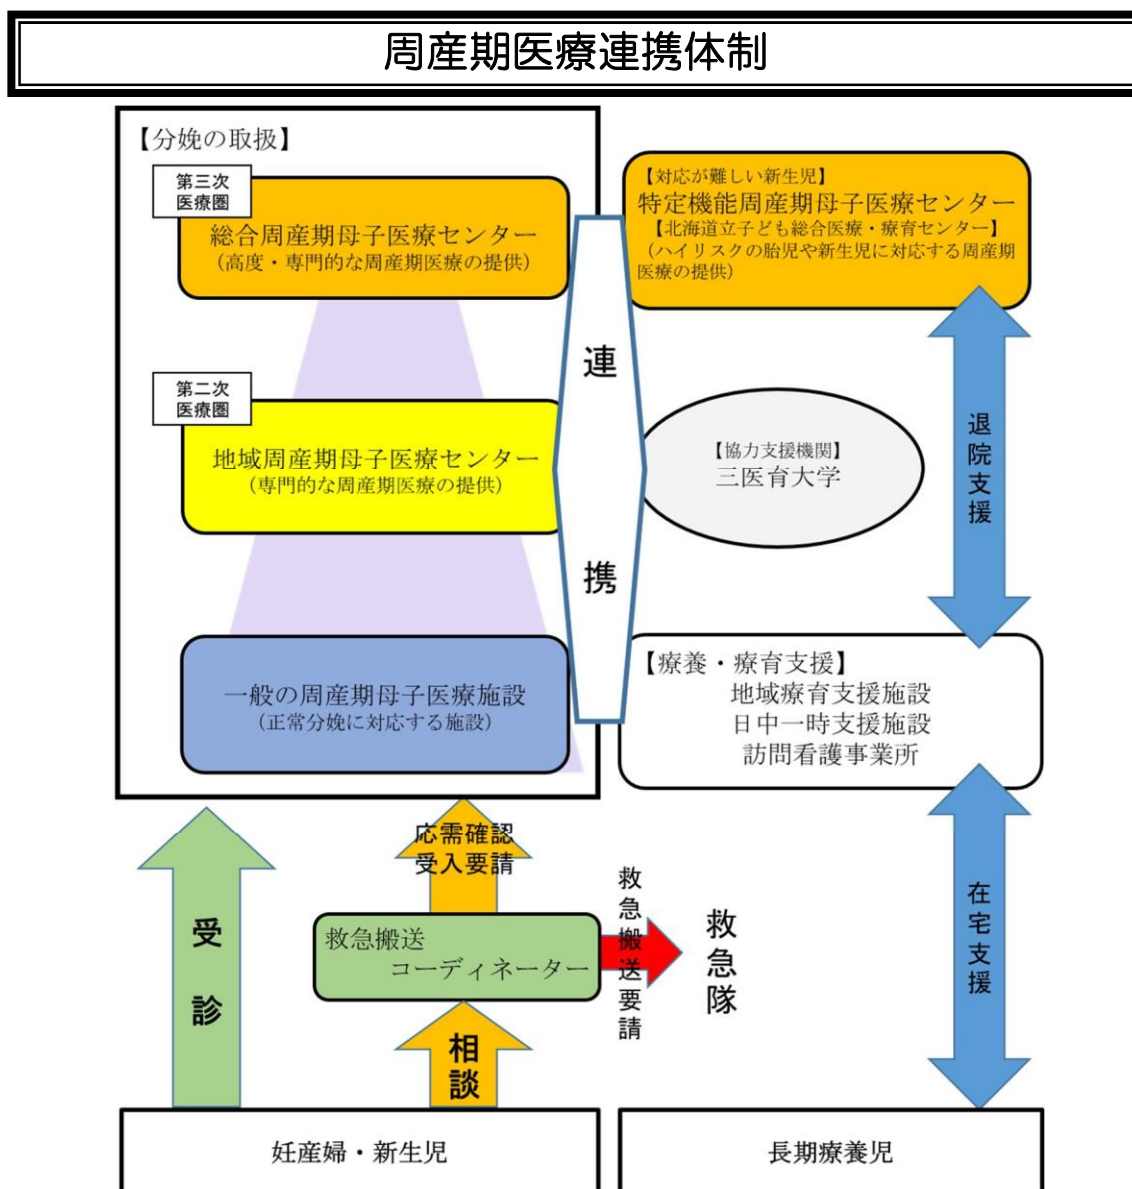 周産期医療連携体制
【分娩の取扱】
第三次
医療圏
総合周産期母子医療センター
（高度・専門的な周産期医療の提供）
第二次
医療圏
地域周産期母子医療センター
（専門的な周産期医療の提供）
一般の周産期母子医療施設
（正常分娩に対応する施設）
連携
【対応が難しい新生児】
特定機能周産期母子医療センター
【北海道立子ども総合医療・療育センター】
（ハイリスクの胎児や新生児に対応する周産期
医療の提供）
【協力支援機関】
三医育大学
退院支援
【療養・療育支援】
地域療育支援施設
日中一時支援施設
訪問看護事業所
受診
応需確認
受入要請
救急搬送
コーディネーター
救急搬送要請
救急隊
相談
在宅支援
妊産婦・新生児
長期療養児